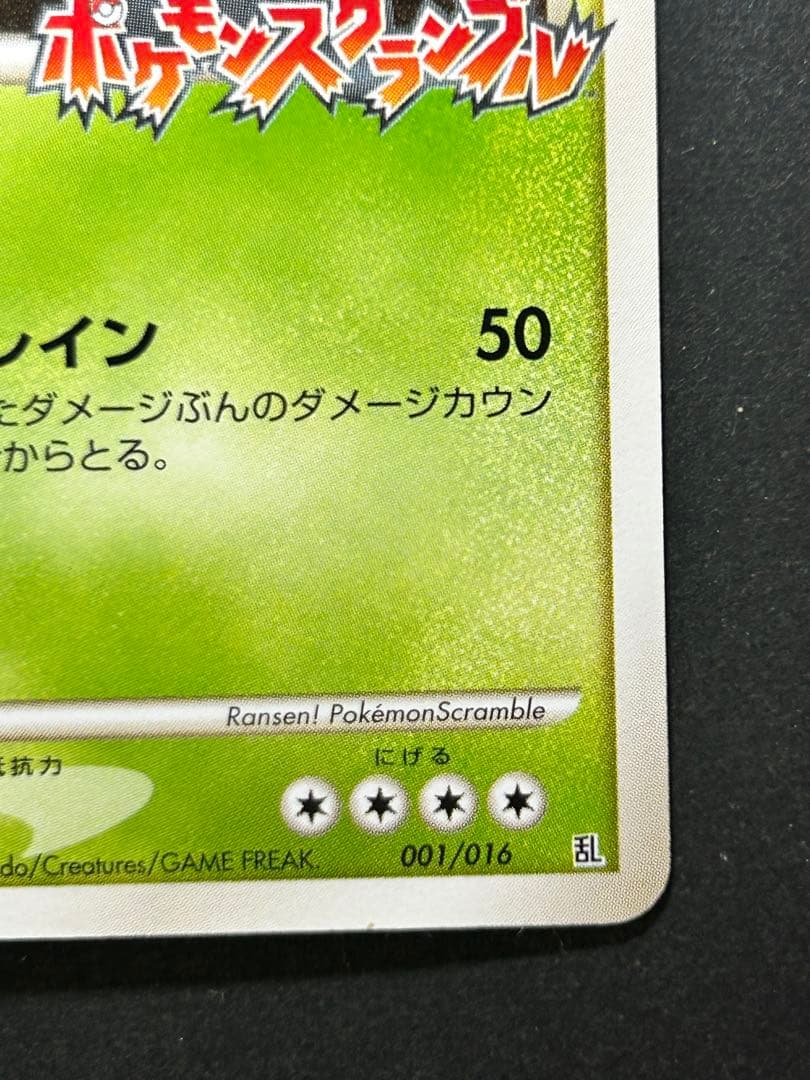 ポケモンスクランブル
レイン 50
たダメージぶんのダメージカウン
からとる。
Ransen! PokémonScramble
抵抗力 にげる
do/Creatures/GAME FREAK. 001/016 乱